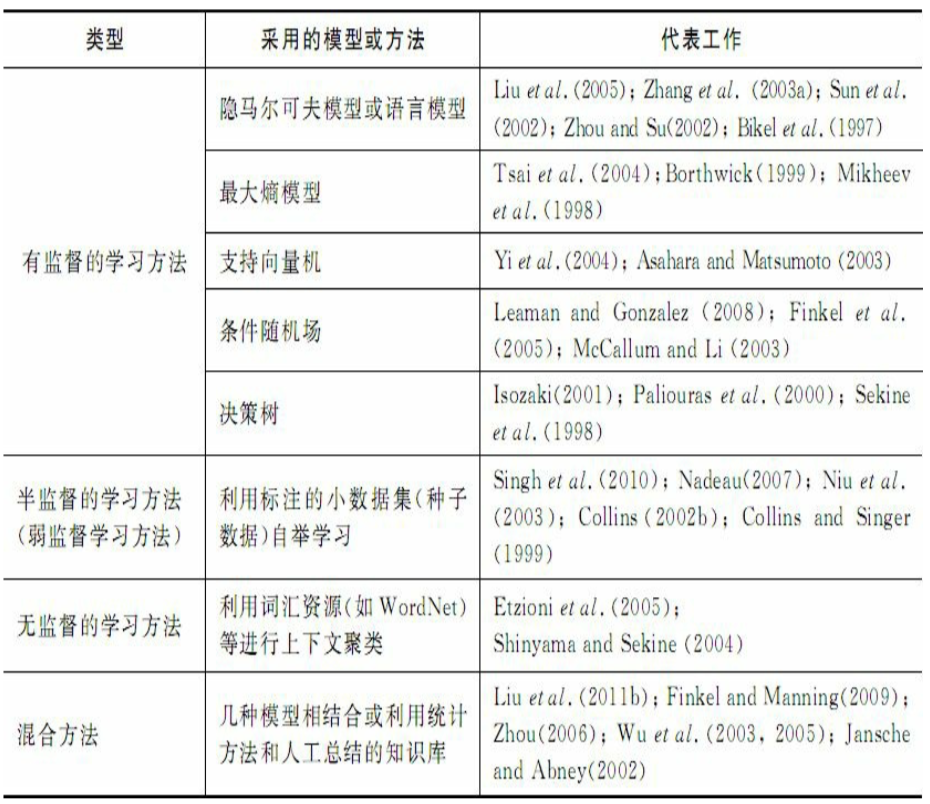 类型 采用的模型或方法 代表工作
有监督的学习方法
隐马尔可夫模型或语言模型
Liu et al. (2005); Zhang et al. (2003a); Sun et al.
(2002); Zhou and Su(2002); Bikel et al. (1997)
最大熵模型
Tsai et al. (2004); Borthwick(1999); Mikheev
et al. (1998)
支持向量机
Yi et al. (2004); Asahara and Matsumoto (2003)
条件随机场
Leaman and Gonzalez (2008); Finkel et al.
(2005); McCallum and Li (2003)
决策树
Isozaki(2001); Paliouras et al. (2000); Sekine
et al. (1998)
半监督的学习方法
(弱监督学习方法)
利用标注的小数据集(种子
数据)自举学习
Singh et al. (2010); Nadeau(2007); Niu et al.
(2003); Collins (2002b); Collins and Singer
(1999)
无监督的学习方法
利用词汇资源(如 WordNet)
等进行上下文聚类
Etzioni et al. (2005);
Shinyama and Sekine (2004)
混合方法
几种模型相结合或利用统计
方法和人工总结的知识库
Liu et al. (2011b); Finkel and Manning(2009);
Zhou(2006); Wu et al. (2003, 2005); Jansche
and Abney(2002)